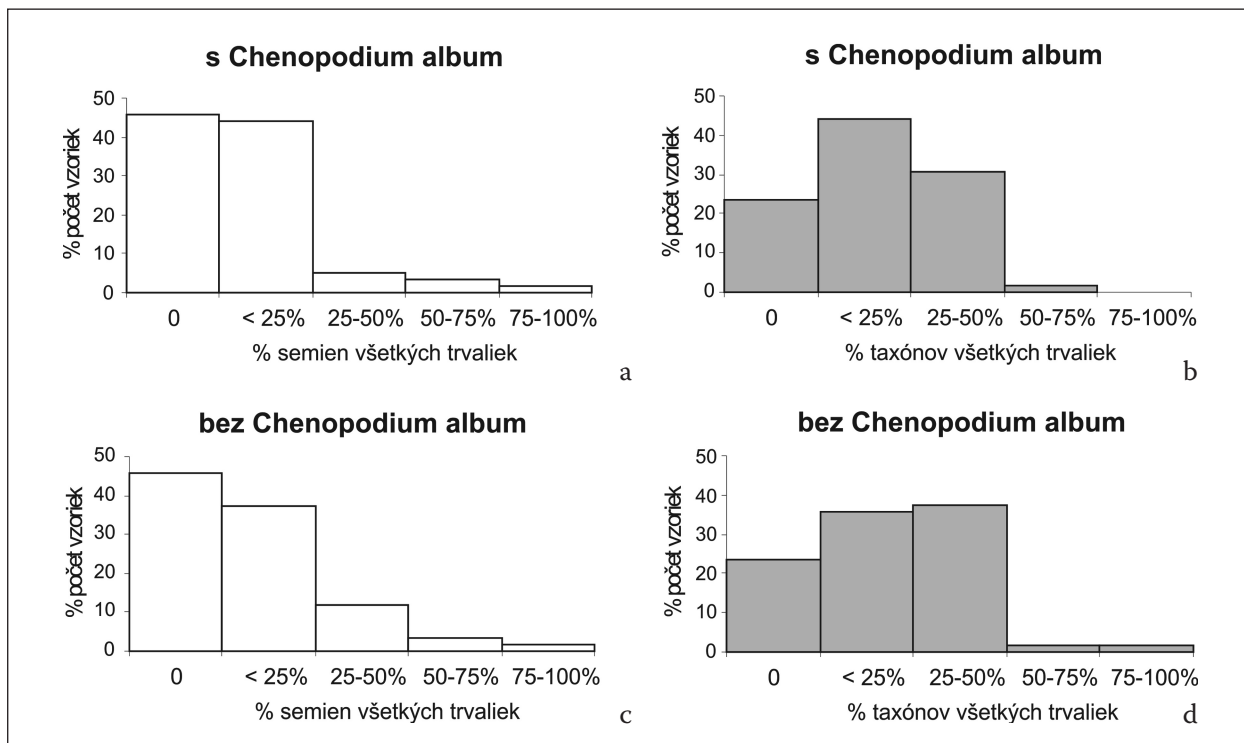 s Chenopodium album
% počet vzoriek
50
40
30
20
10
0
0 < 25% 25-50% 50-75% 75-100%
% semien všetkých trvaliek
a
s Chenopodium album
% počet vzoriek
50
40
30
20
10
0
0 < 25% 25-50% 50-75% 75-100%
% taxónov všetkých trvaliek
b
bez Chenopodium album
% počet vzoriek
50
40
30
20
10
0
0 < 25% 25-50% 50-75% 75-100%
% semien všetkých trvaliek
c
bez Chenopodium album
% počet vzoriek
50
40
30
20
10
0
0 < 25% 25-50% 50-75% 75-100%
% taxónov všetkých trvaliek
d